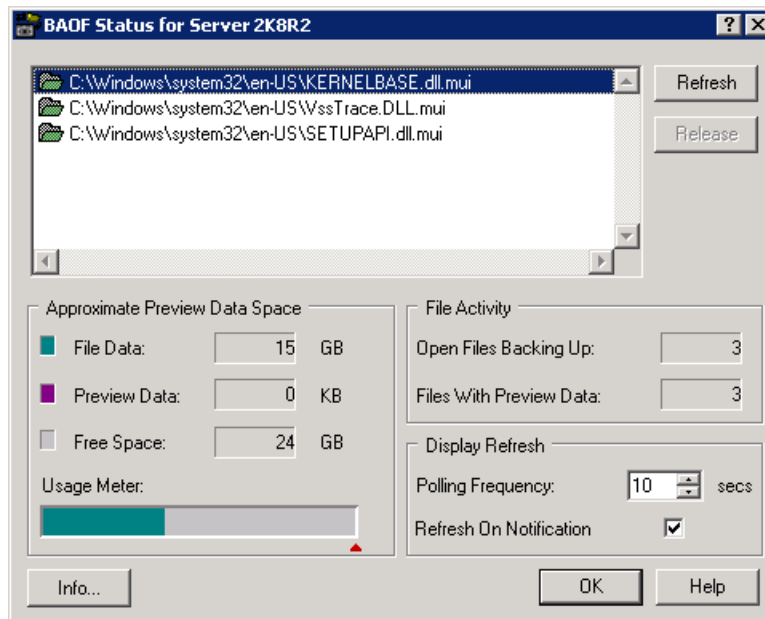 BAOF Status for Server 2K8R2
C:\Windows\system32\en-US\KERNELBASE.dll.mui
C:\Windows\system32\en-US\VssTrace.DLL.mui
C:\Windows\system32\en-US\SETUPAPI.dll.mui
Refresh
Release
Approximate Preview Data Space
File Data: 15 GB
Preview Data: 0 KB
Free Space: 24 GB
Usage Meter:
File Activity
Open Files Backing Up: 3
Files With Preview Data: 3
Display Refresh
Polling Frequency: 10 secs
Refresh On Notification
Info...
OK
Help